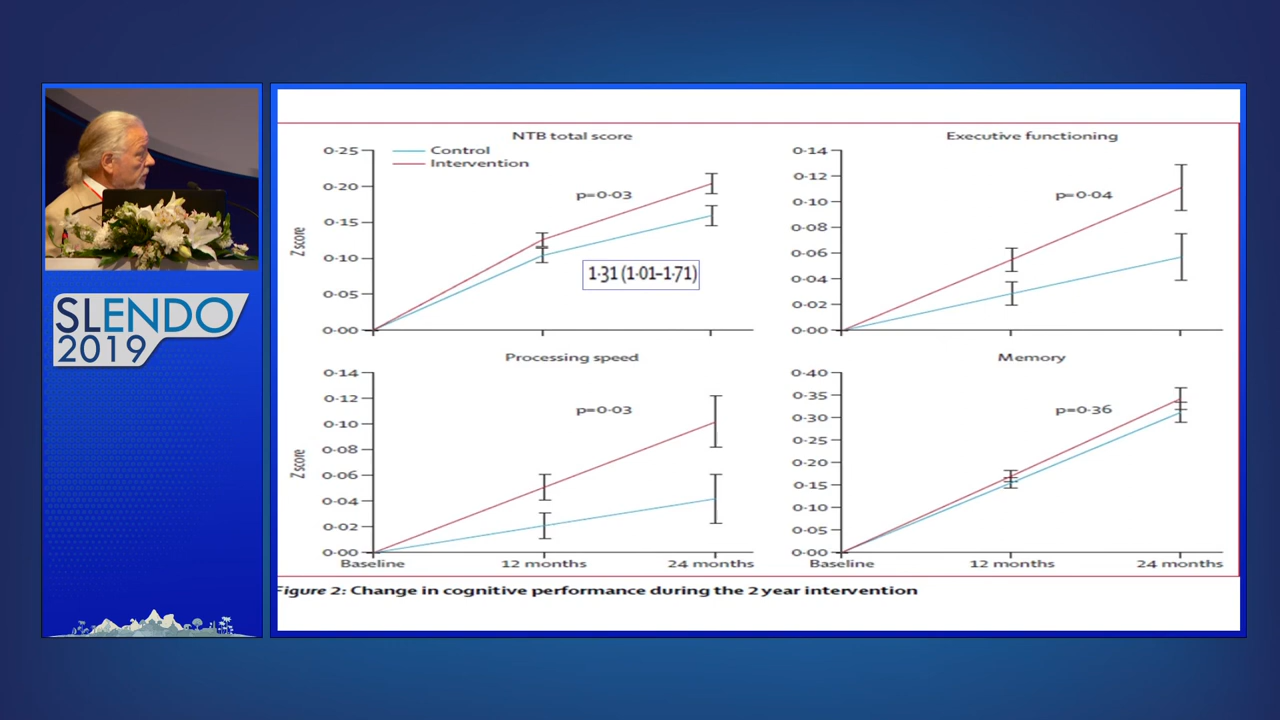 SLENDO
2019
NTB total score
Control
Intervention
0·25
0·20
0·15
0·10
0·05
0·00
Z score
p=0·03
1·31 (1·01–1·71)
Executive functioning
0·14
0·12
0·10
0·08
0·06
0·04
0·02
0·00
p=0·04
Processing speed
0·14
0·12
0·10
0·08
0·06
0·04
0·02
0·00
Z score
p=0·03
Baseline
12 months
24 months
Memory
0·40
0·35
0·30
0·25
0·20
0·15
0·10
0·05
0·00
p=0·36
Baseline
12 months
24 months
Figure 2: Change in cognitive performance during the 2 year intervention